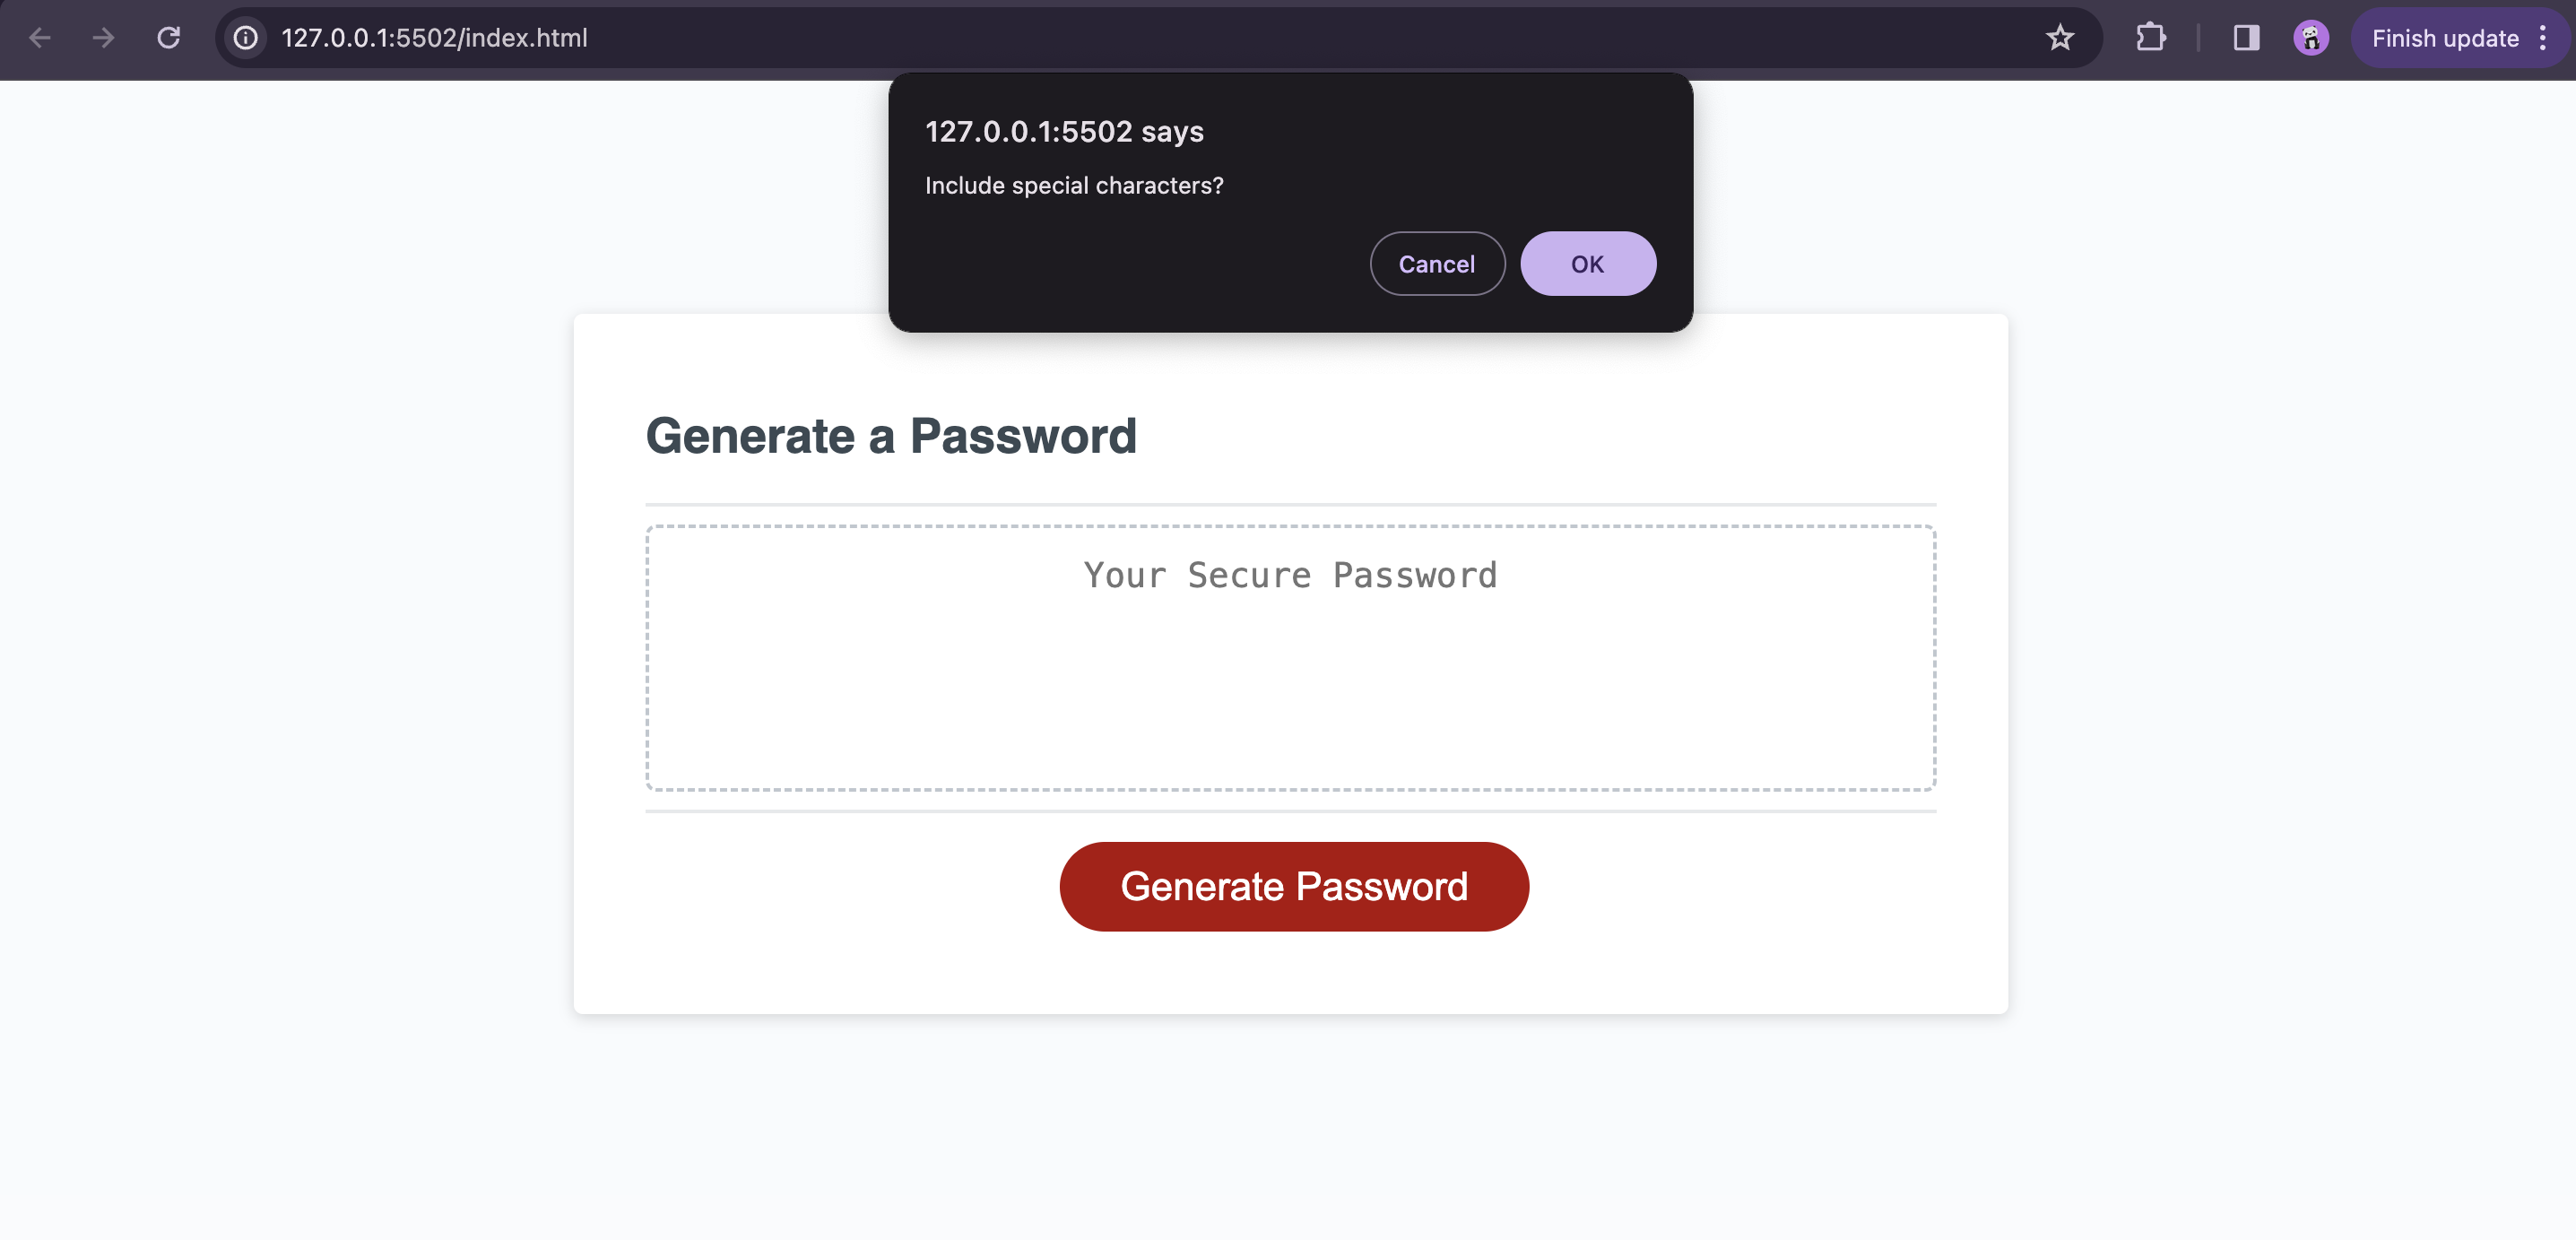 127.0.0.1:5502/index.html
Finish update
127.0.0.1:5502 says
Include special characters?
Cancel
OK
Generate a Password
Your Secure Password
Generate Password